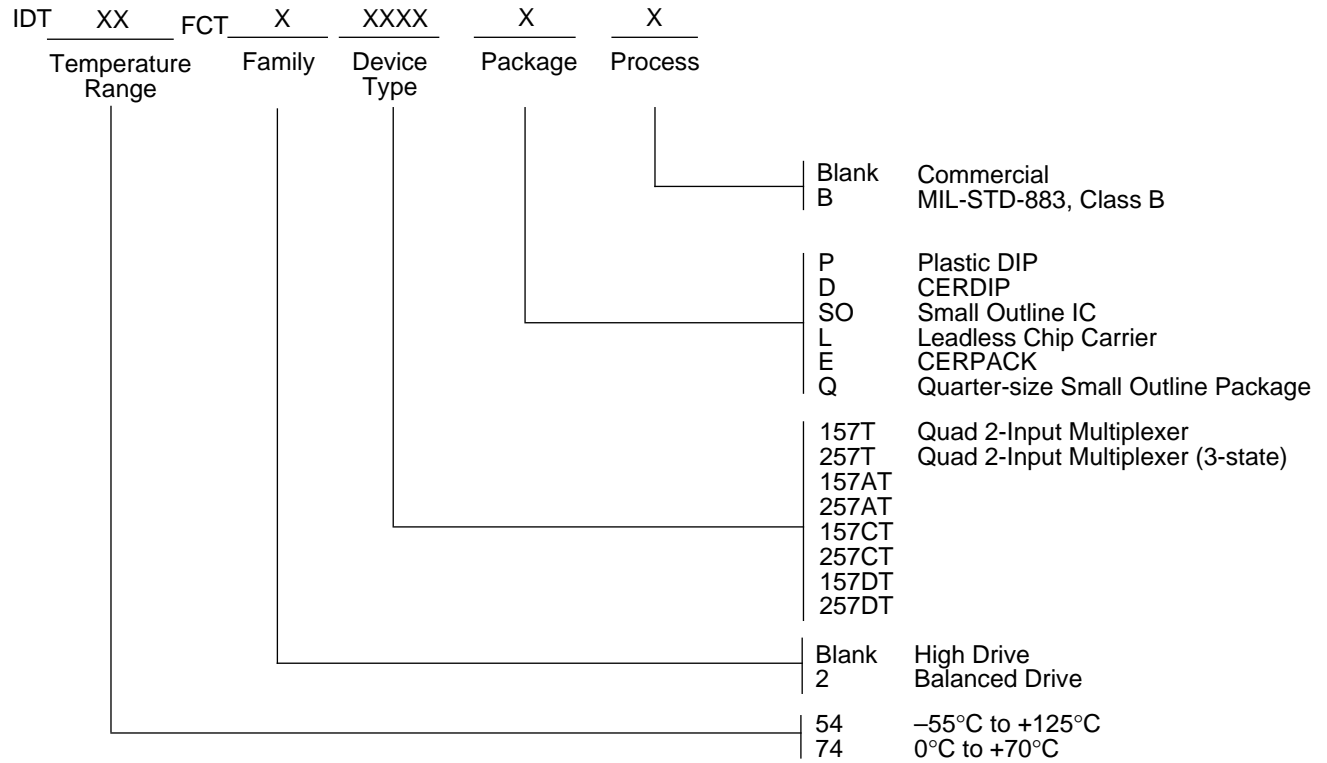 IDT XX FCT X XXXX X X
Temperature Range Family Device Type Package Process
Blank Commercial
B MIL-STD-883, Class B
P Plastic DIP
D CERDIP
SO Small Outline IC
L Leadless Chip Carrier
E CERPACK
Q Quarter-size Small Outline Package
157T Quad 2-Input Multiplexer
257T Quad 2-Input Multiplexer (3-state)
157AT
257AT
157CT
257CT
157DT
257DT
Blank High Drive
2 Balanced Drive
54 –55°C to +125°C
74 0°C to +70°C